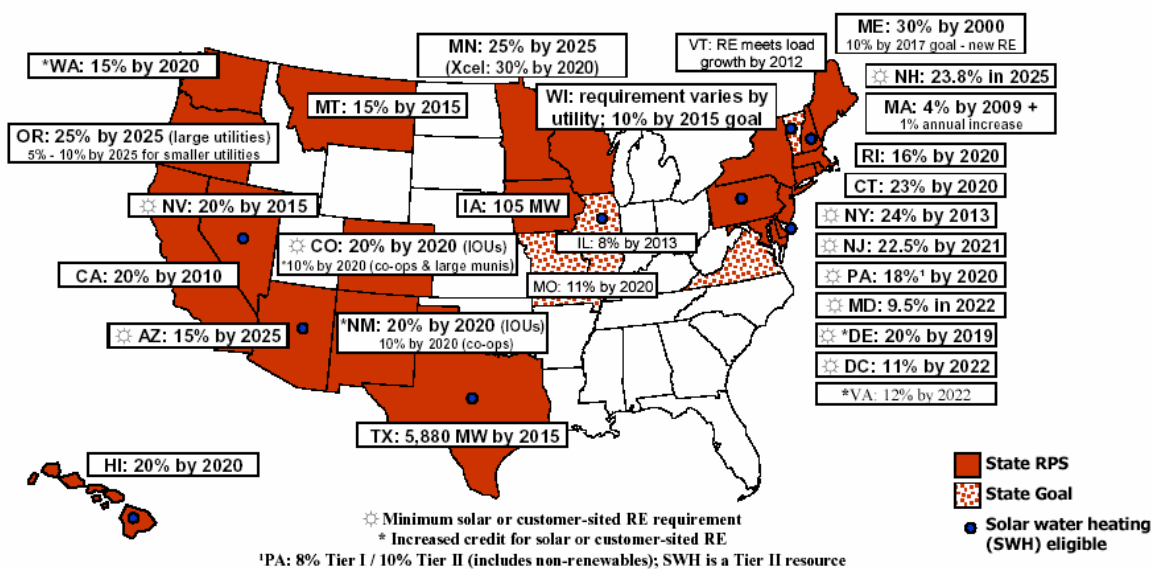 ME: 30% by 2000
10% by 2017 goal - new RE
MN: 25% by 2025
(Xcel: 30% by 2020)
VT: RE meets load
growth by 2012
*WA: 15% by 2020
☼ NH: 23.8% in 2025
MT: 15% by 2015
WI: requirement varies by
utility; 10% by 2015 goal
MA: 4% by 2009 +
1% annual increase
OR: 25% by 2025 (large utilities)
5% - 10% by 2025 for smaller utilities
RI: 16% by 2020
CT: 23% by 2020
☼ NV: 20% by 2015
IA: 105 MW
☼ NY: 24% by 2013
☼ CO: 20% by 2020 (IOUs)
*10% by 2020 (co-ops & large munis)
IL: 8% by 2013
☼ NJ: 22.5% by 2021
CA: 20% by 2010
MO: 11% by 2020
☼ PA: 18%¹ by 2020
☼ MD: 9.5% in 2022
☼ AZ: 15% by 2025
*NM: 20% by 2020 (IOUs)
10% by 2020 (co-ops)
☼ *DE: 20% by 2019
☼ DC: 11% by 2022
*VA: 12% by 2022
TX: 5,880 MW by 2015
HI: 20% by 2020
State RPS
State Goal
Solar water heating
(SWH) eligible
☼ Minimum solar or customer-sited RE requirement
* Increased credit for solar or customer-sited RE
¹PA: 8% Tier I / 10% Tier II (includes non-renewables); SWH is a Tier II resource